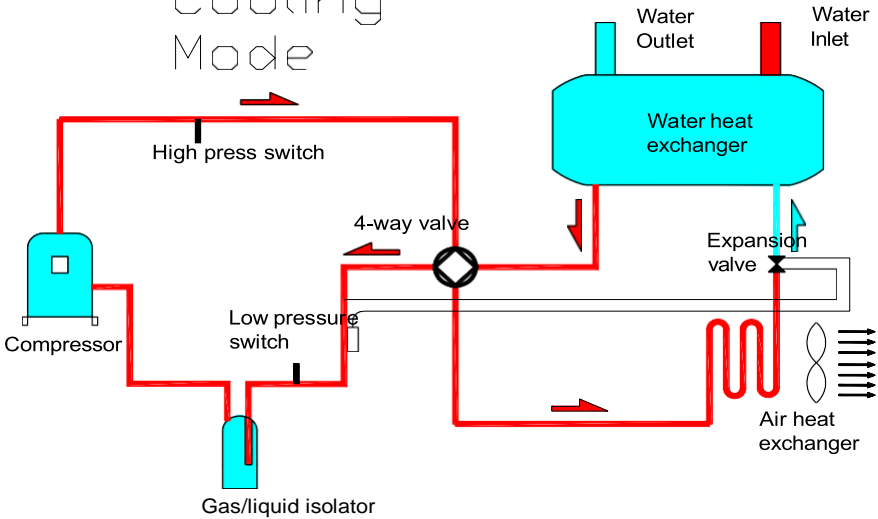 Cooling
Mode
Water
Outlet
Water
Inlet
Water heat
exchanger
High press switch
4-way valve
Expansion
valve
Low pressure
switch
Compressor
Air heat
exchanger
Gas/liquid isolator